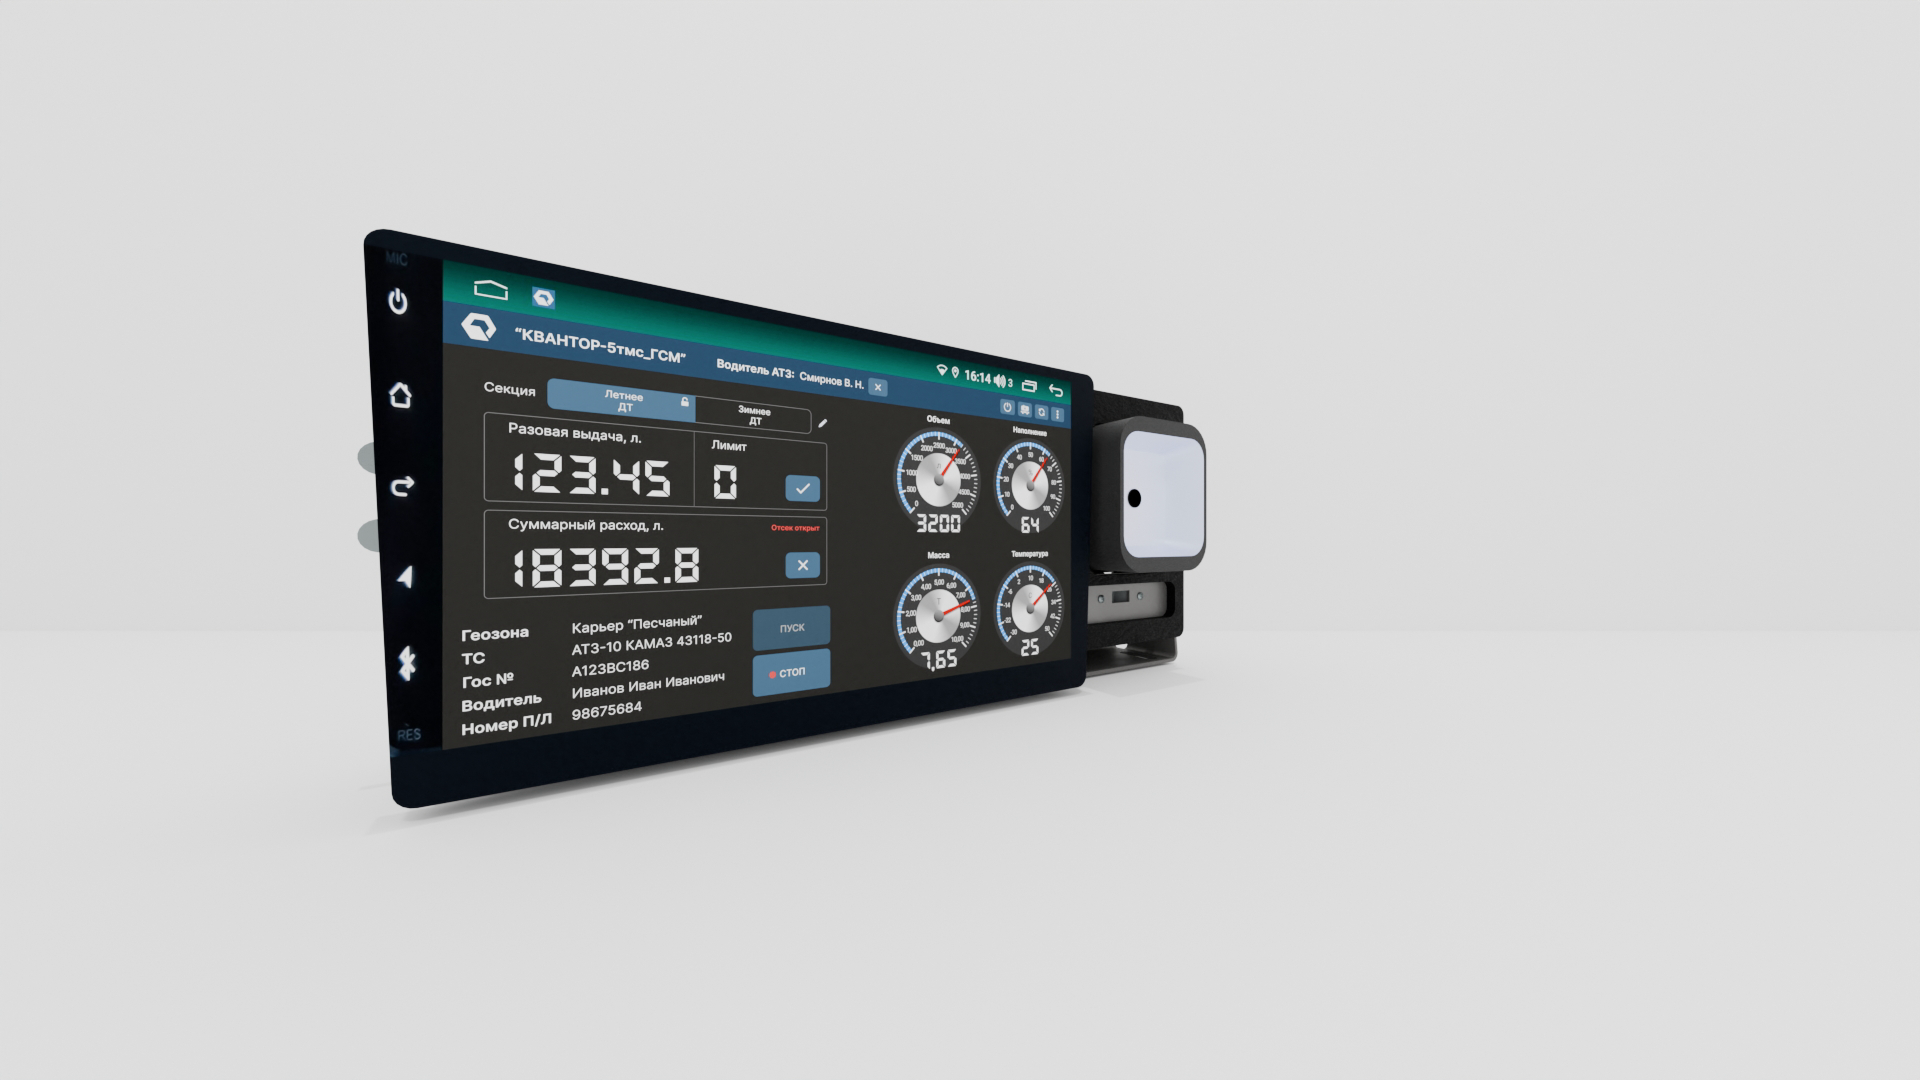 MIC
"КВАНТОР-5тмс_ГСМ"
Водитель АТЗ: Смирнов В. Н.
16:14
3
Секция
Летнее
ДТ
Зимнее
ДТ
Разовая выдача, л.
123.45
Лимит
0
Суммарный расход, л.
Отсек открыт
18392.8
Геозона
Карьер "Песчаный"
ТС
АТЗ-10 КАМАЗ 43118-50
Гос №
А123ВС186
Водитель
Иванов Иван Иванович
Номер П/Л
98675684
ПУСК
СТОП
Объем
3200
Наполнение
64
Масса
7,65
Температура
25
RES